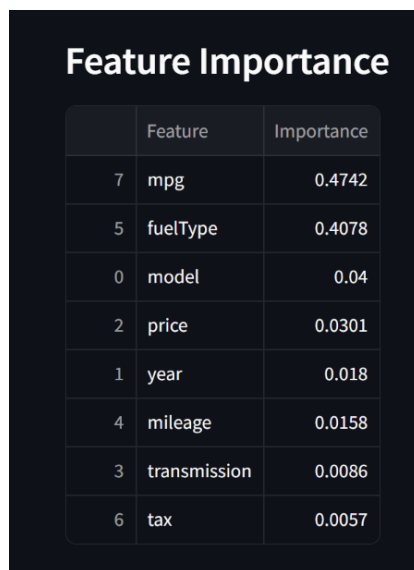 Feature Importance
Feature Importance
7 mpg 0.4742
5 fuelType 0.4078
0 model 0.04
2 price 0.0301
1 year 0.018
4 mileage 0.0158
3 transmission 0.0086
6 tax 0.0057